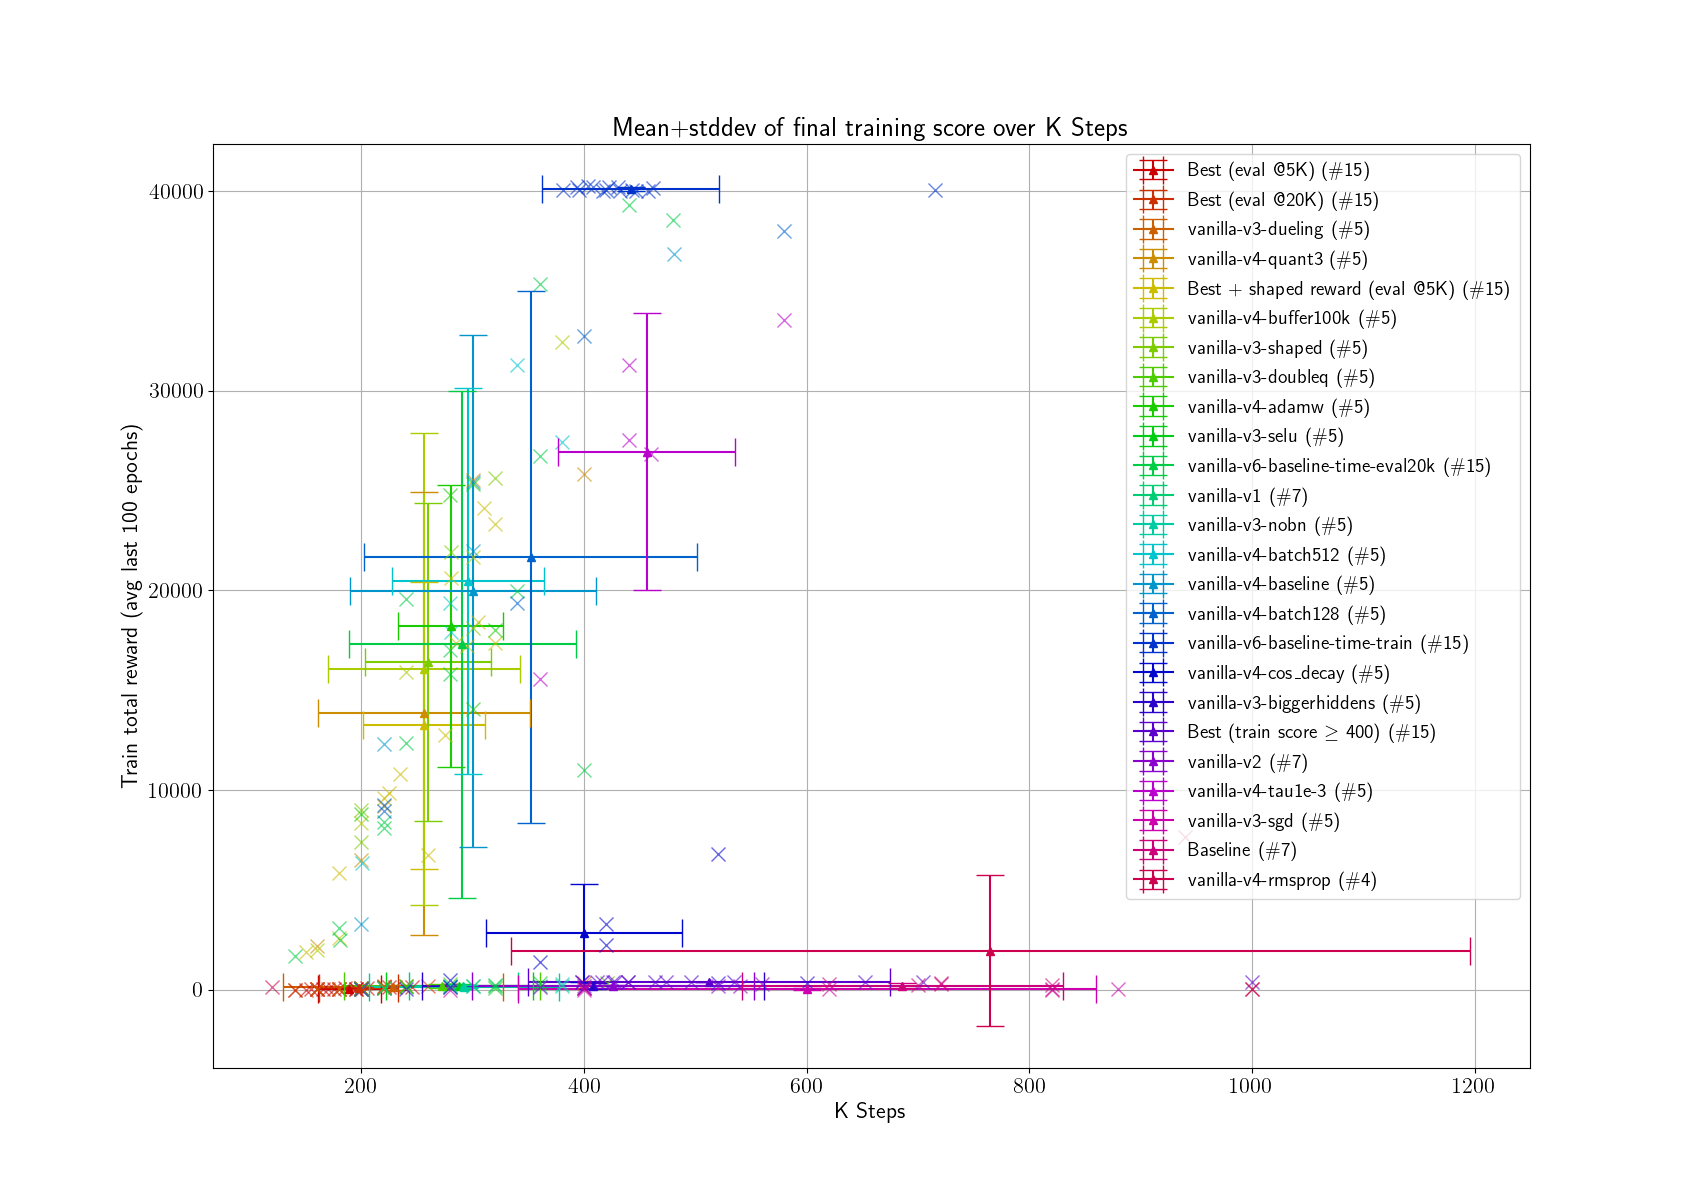 Mean+stddev of final training score over K Steps
Train total reward (avg last 100 epochs)
40000
30000
20000
10000
0
200
400
600
800
1000
1200
K Steps
Best (eval @5K) (#15)
Best (eval @20K) (#15)
vanilla-v3-dueling (#5)
vanilla-v4-quant3 (#5)
Best + shaped reward (eval @5K) (#15)
vanilla-v4-buffer100k (#5)
vanilla-v3-shaped (#5)
vanilla-v3-doubleq (#5)
vanilla-v4-adamw (#5)
vanilla-v3-selu (#5)
vanilla-v6-baseline-time-eval20k (#15)
vanilla-v1 (#7)
vanilla-v3-nobn (#5)
vanilla-v4-batch512 (#5)
vanilla-v4-baseline (#5)
vanilla-v4-batch128 (#5)
vanilla-v6-baseline-time-train (#15)
vanilla-v4-cos_decay (#5)
vanilla-v3-biggerhiddens (#5)
Best (train score ≥ 400) (#15)
vanilla-v2 (#7)
vanilla-v4-tau1e-3 (#5)
vanilla-v3-sgd (#5)
Baseline (#7)
vanilla-v4-rmsprop (#4)